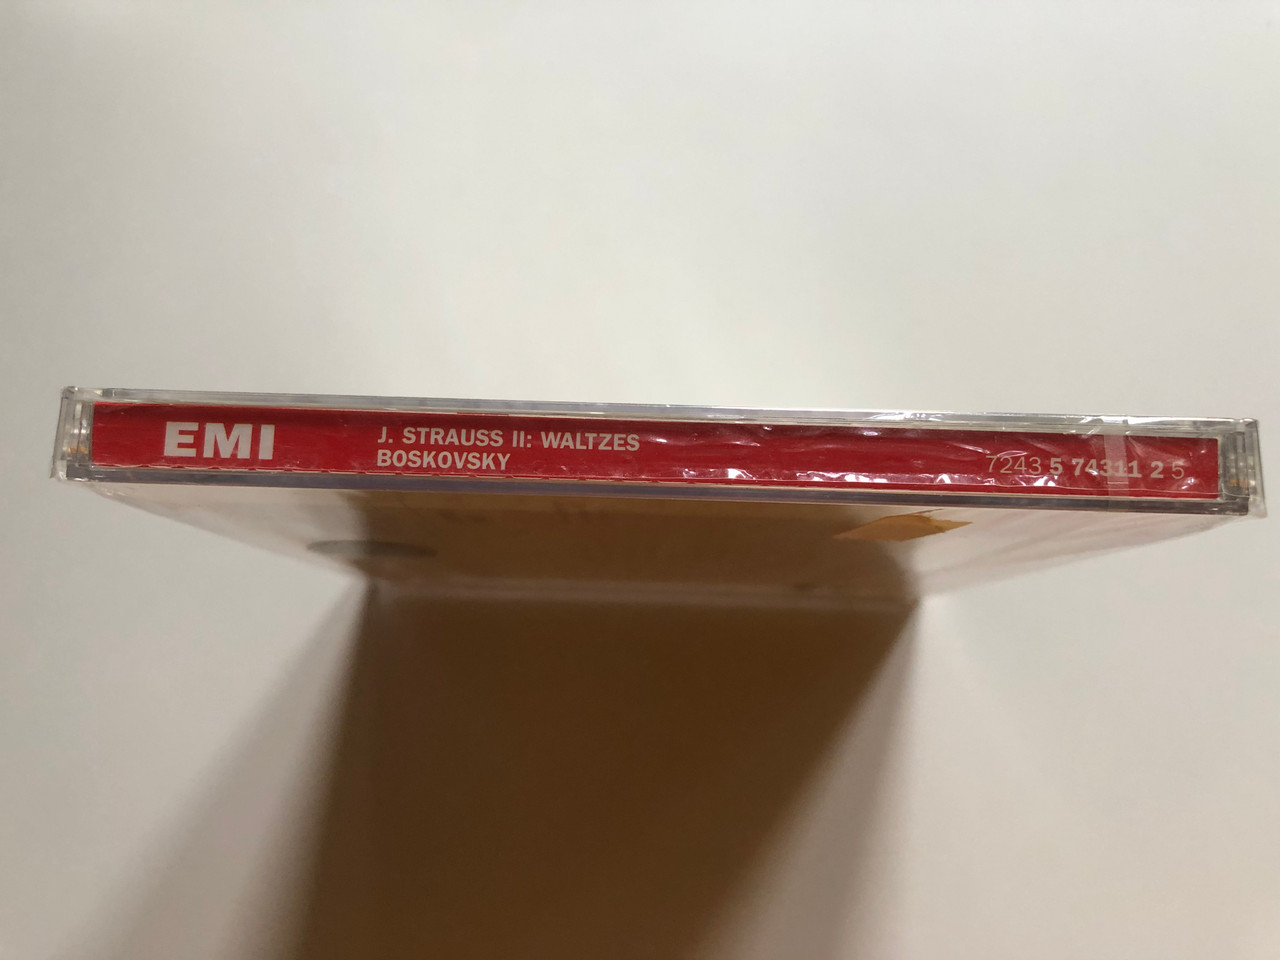 EMI
J. STRAUSS II: WALTZES
BOSKOVSKY
7243 5 74311 2 5